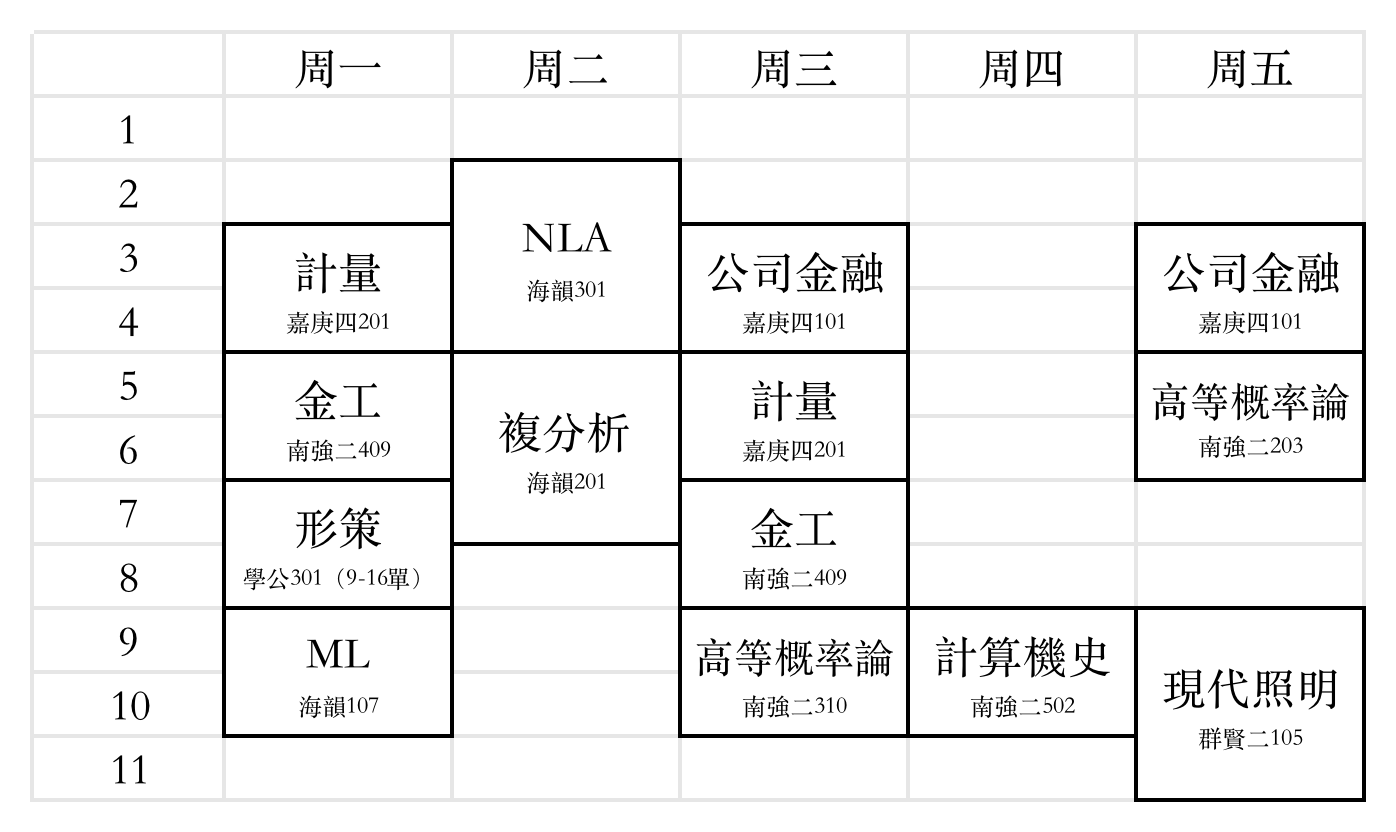 周一 周二 周三 周四 周五
1
2
NLA
海韻301
3
4
計量
嘉庚四201
公司金融
嘉庚四101
公司金融
嘉庚四101
5
6
金工
南強二409
複分析
海韻201
計量
嘉庚四201
高等概率論
南強二203
7
8
形策
學公301（9-16單）
金工
南強二409
9
10
ML
海韻107
高等概率論
南強二310
計算機史
南強二502
現代照明
群賢二105
11